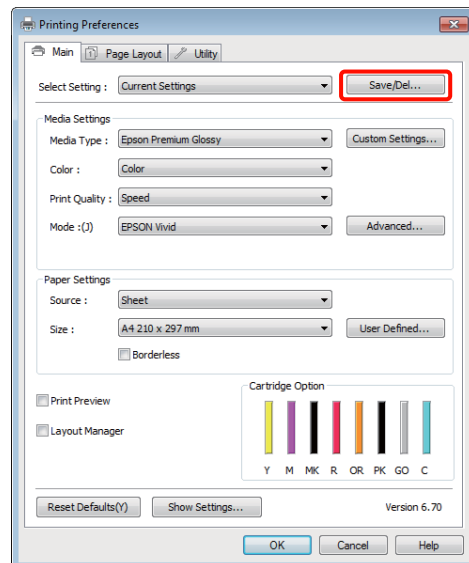 Printing Preferences
Main Page Layout Utility
Select Setting : Current Settings Save/Del...
Media Settings
Media Type : Epson Premium Glossy Custom Settings...
Color : Color
Print Quality : Speed
Mode :(J) EPSON Vivid Advanced...
Paper Settings
Source : Sheet
Size : A4 210 x 297 mm User Defined...
Borderless
Cartridge Option
Print Preview
Layout Manager
Y M MK R OR PK GO C
Reset Defaults(Y) Show Settings... Version 6.70
OK Cancel Help